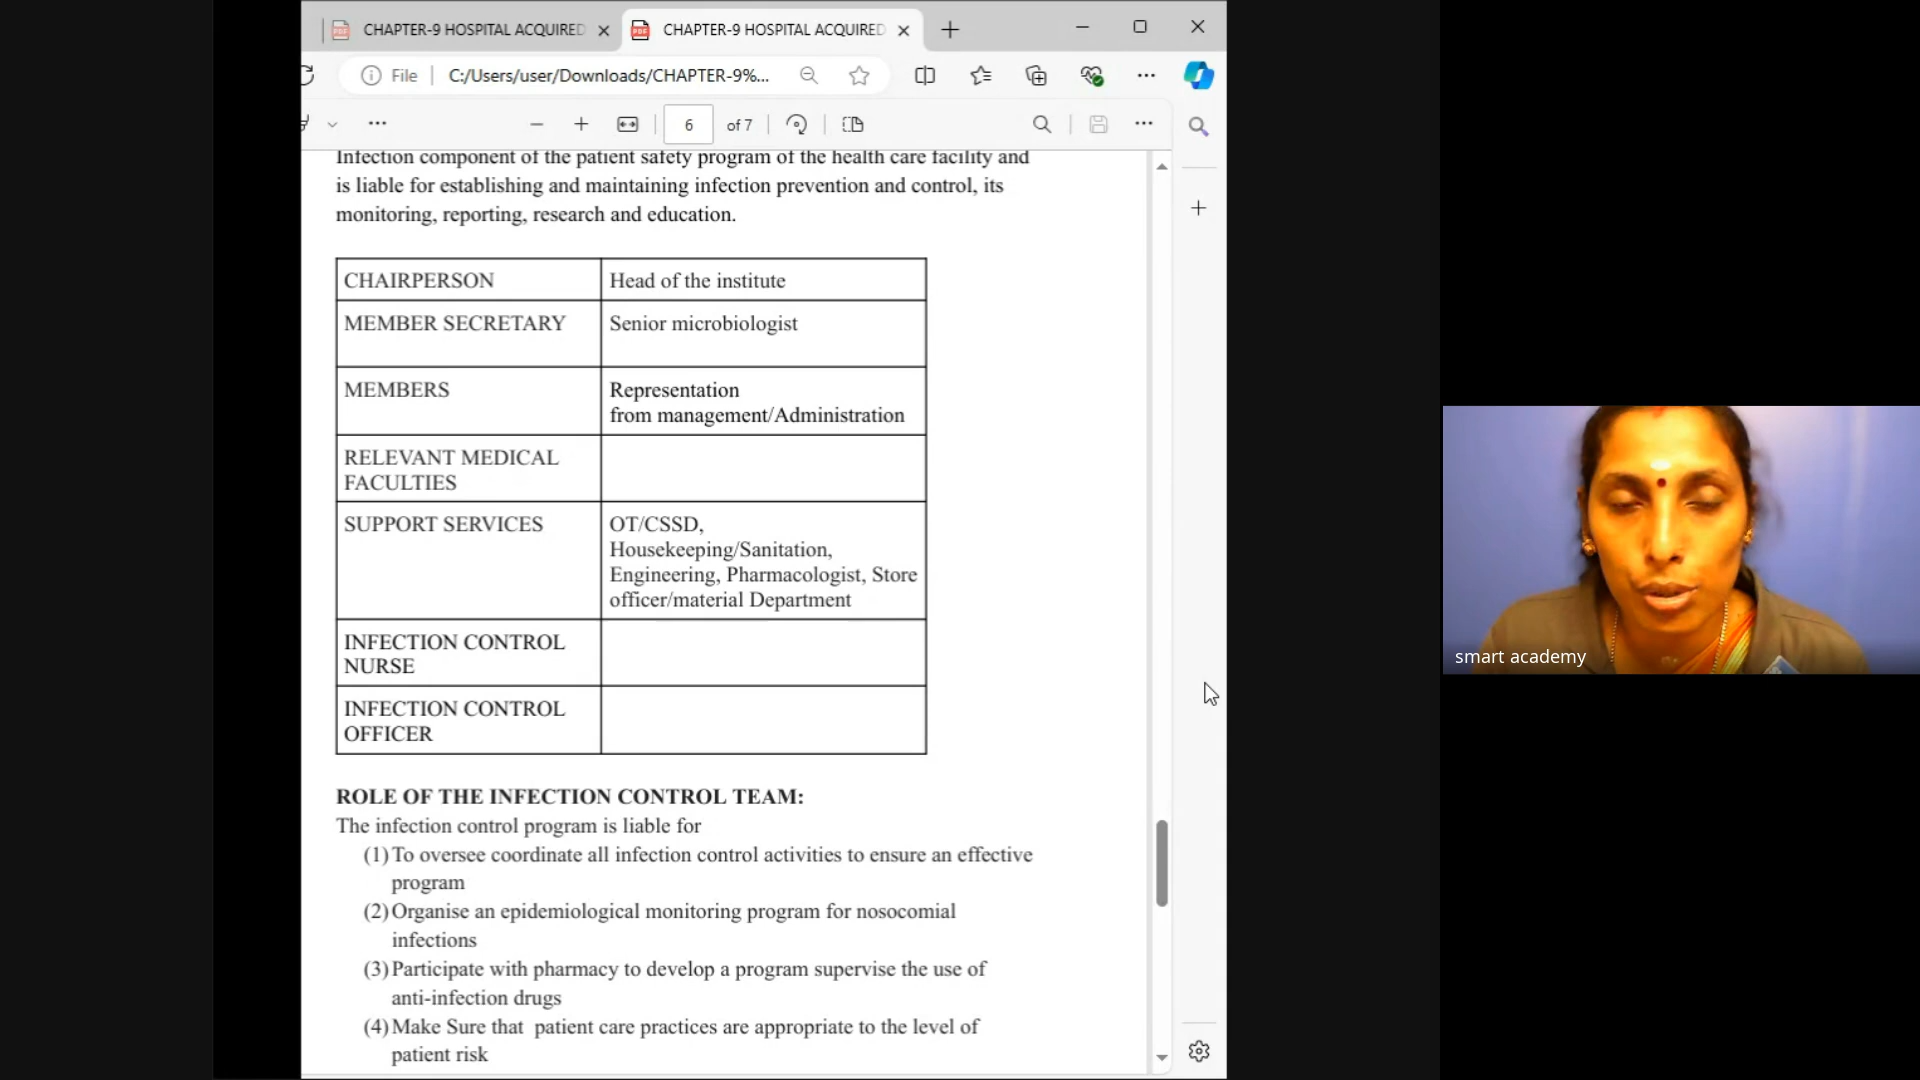 CHAPTER-9 HOSPITAL ACQUIRED
CHAPTER-9 HOSPITAL ACQUIRED
File
C:/Users/user/Downloads/CHAPTER-9%...
6 of 7
Infection component of the patient safety program of the health care facility and
is liable for establishing and maintaining infection prevention and control, its
monitoring, reporting, research and education.
CHAIRPERSON Head of the institute
MEMBER SECRETARY Senior microbiologist
MEMBERS Representation
from management/Administration
RELEVANT MEDICAL
FACULTIES
SUPPORT SERVICES OT/CSSD,
Housekeeping/Sanitation,
Engineering, Pharmacologist, Store
officer/material Department
INFECTION CONTROL
NURSE
INFECTION CONTROL
OFFICER
ROLE OF THE INFECTION CONTROL TEAM:
The infection control program is liable for
(1) To oversee coordinate all infection control activities to ensure an effective
program
(2) Organise an epidemiological monitoring program for nosocomial
infections
(3) Participate with pharmacy to develop a program supervise the use of
anti-infection drugs
(4) Make Sure that patient care practices are appropriate to the level of
patient risk
smart academy